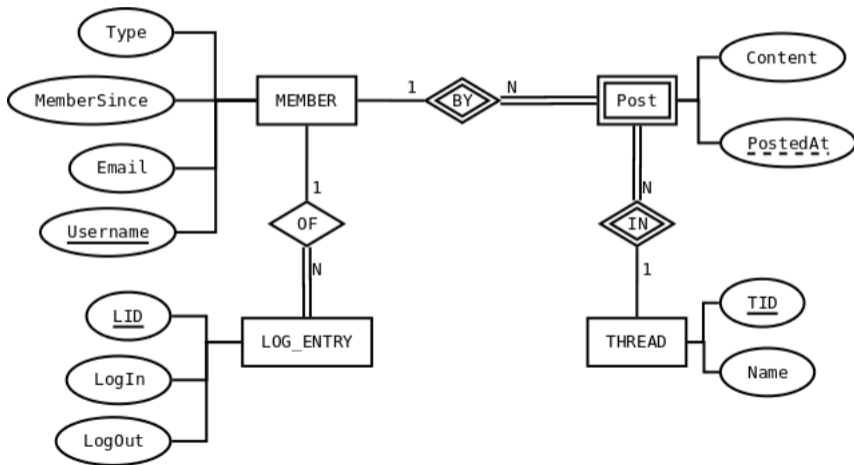 Type
MemberSince
Email
Username
MEMBER
1
BY
N
Post
Content
PostedAt
1
OF
N
N
IN
1
LID
LogIn
LogOut
LOG_ENTRY
THREAD
TID
Name